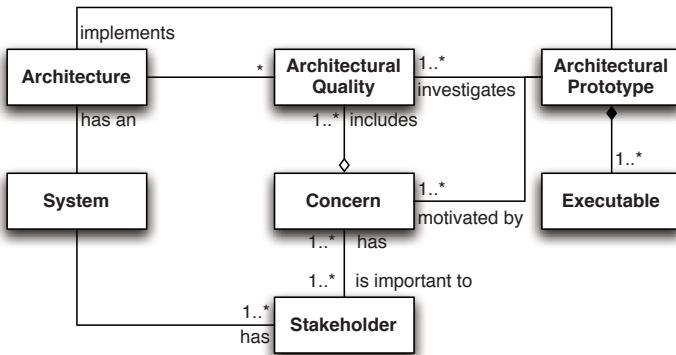 implements
Architecture
*
Architectural
Quality
1..*
investigates
Architectural
Prototype
has an
1..*
includes
1..*
System
Concern
1..*
motivated by
Executable
1..*
has
1..*
is important to
1..*
has
Stakeholder